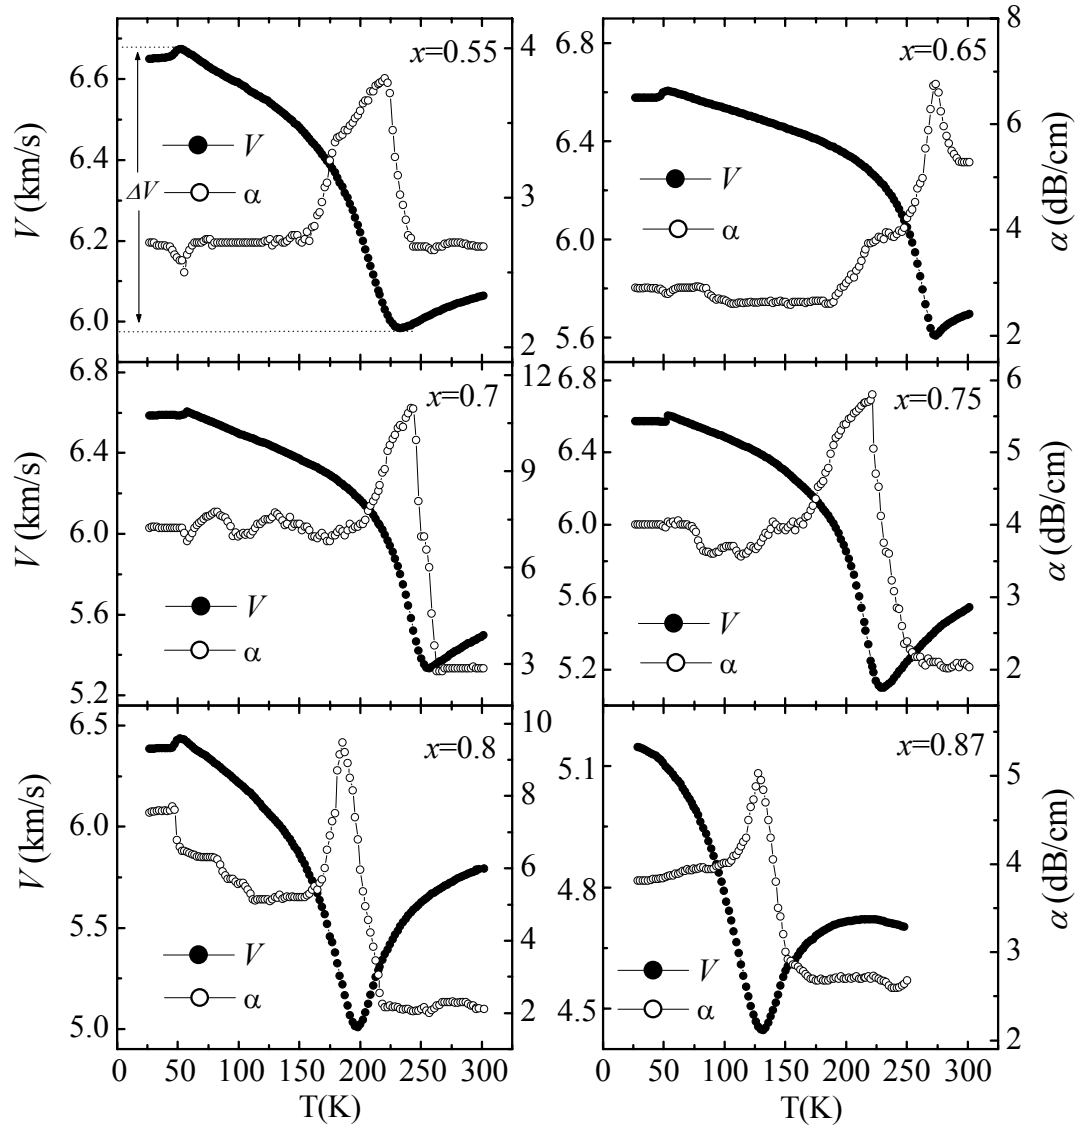 x=0.55
V (km/s)
6.6
6.4
6.2
6.0
ΔV
V
α
4
3
2
x=0.65
6.8
6.4
6.0
5.6
V
α
8
6
4
2
α (dB/cm)
x=0.7
V (km/s)
6.8
6.4
6.0
5.6
5.2
V
α
12
9
6
3
x=0.75
6.8
6.4
6.0
5.6
5.2
V
α
6
5
4
3
2
α (dB/cm)
x=0.8
V (km/s)
6.5
6.0
5.5
5.0
V
α
10
8
6
4
2
0 50 100 150 200 250 300
T(K)
x=0.87
5.1
4.8
4.5
V
α
5
4
3
2
α (dB/cm)
0 50 100 150 200 250 300
T(K)